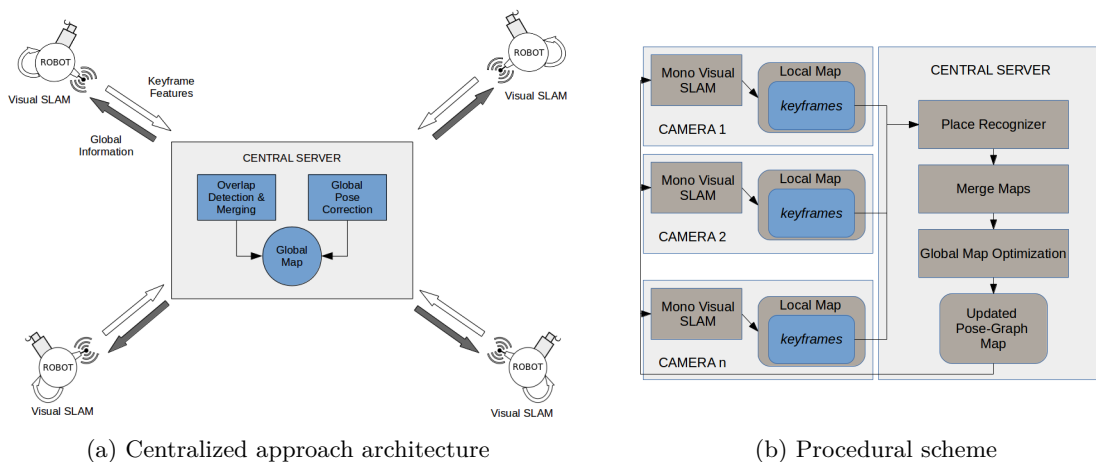 ROBOT
Visual SLAM
Keyframe
Features
Global
Information
ROBOT
Visual SLAM
CENTRAL SERVER
Overlap
Detection &
Merging
Global
Pose
Correction
Global
Map
ROBOT
Visual SLAM
ROBOT
Visual SLAM
(a) Centralized approach architecture
Mono Visual
SLAM
Local Map
keyframes
CAMERA 1
Mono Visual
SLAM
Local Map
keyframes
CAMERA 2
Mono Visual
SLAM
Local Map
keyframes
CAMERA n
CENTRAL SERVER
Place Recognizer
Merge Maps
Global Map Optimization
Updated
Pose-Graph
Map
(b) Procedural scheme